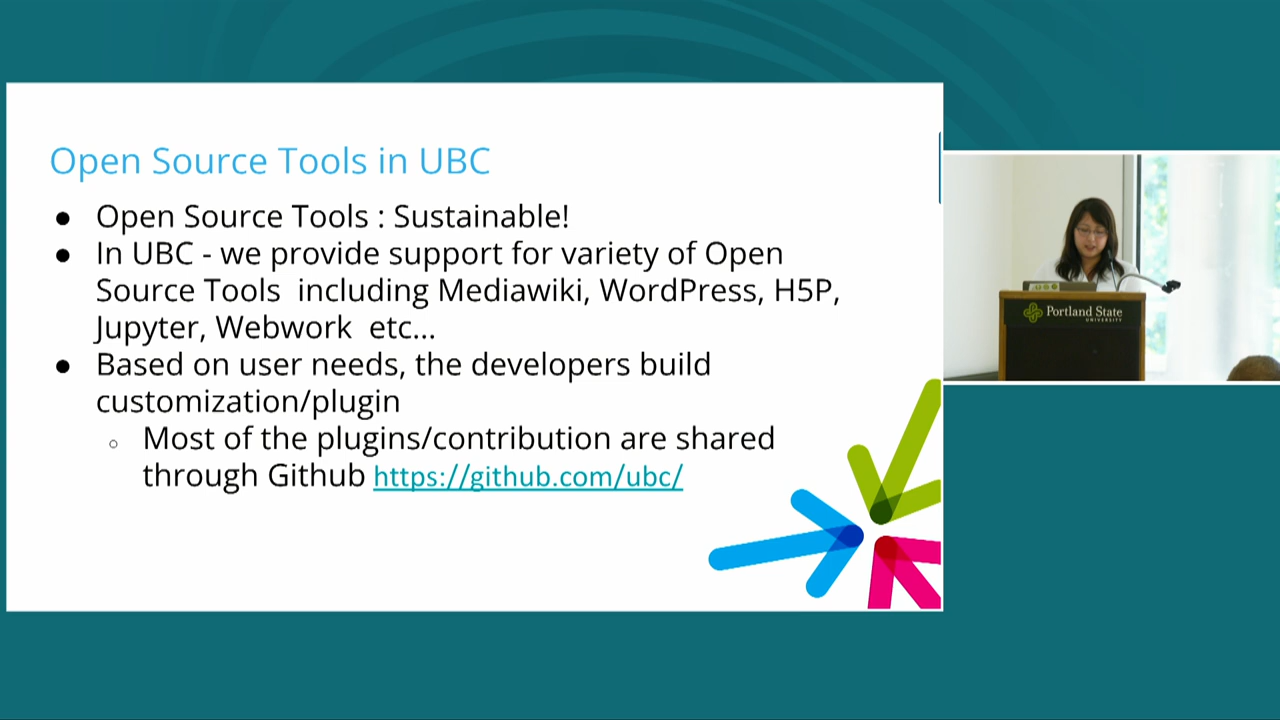 Open Source Tools in UBC
● Open Source Tools : Sustainable!
● In UBC - we provide support for variety of Open
Source Tools  including Mediawiki, WordPress, H5P,
Jupyter, Webwork  etc...
● Based on user needs, the developers build
customization/plugin
○ Most of the plugins/contribution are shared
through Github https://github.com/ubc/
Portland State
UNIVERSITY